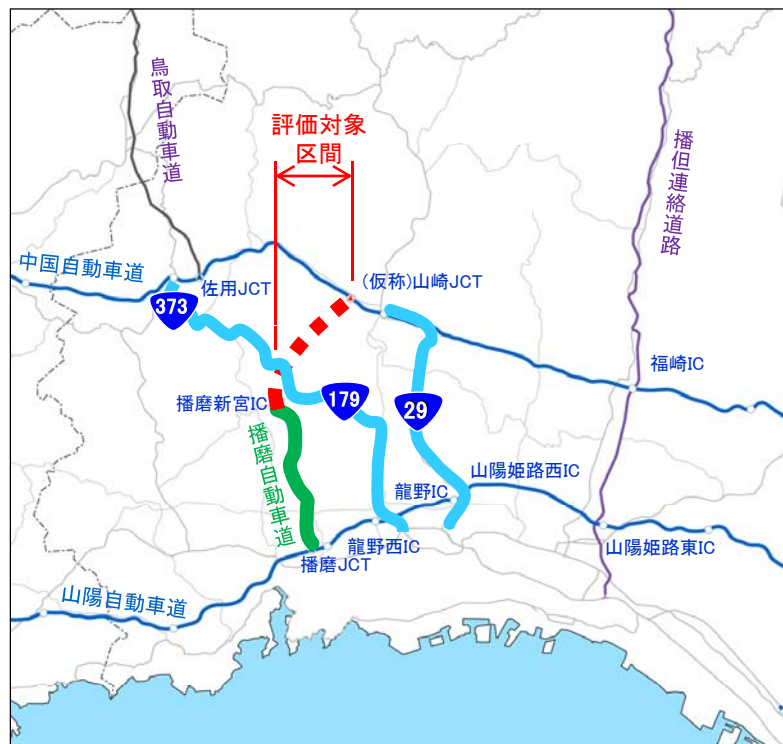 鳥取自動車道
評価対象
区間
播但連絡道路
中国自動車道
佐用JCT
(仮称)山崎JCT
373
福崎IC
播磨新宮IC
179
29
播磨自動車道
山陽姫路西IC
龍野IC
龍野西IC
山陽姫路東IC
播磨JCT
山陽自動車道